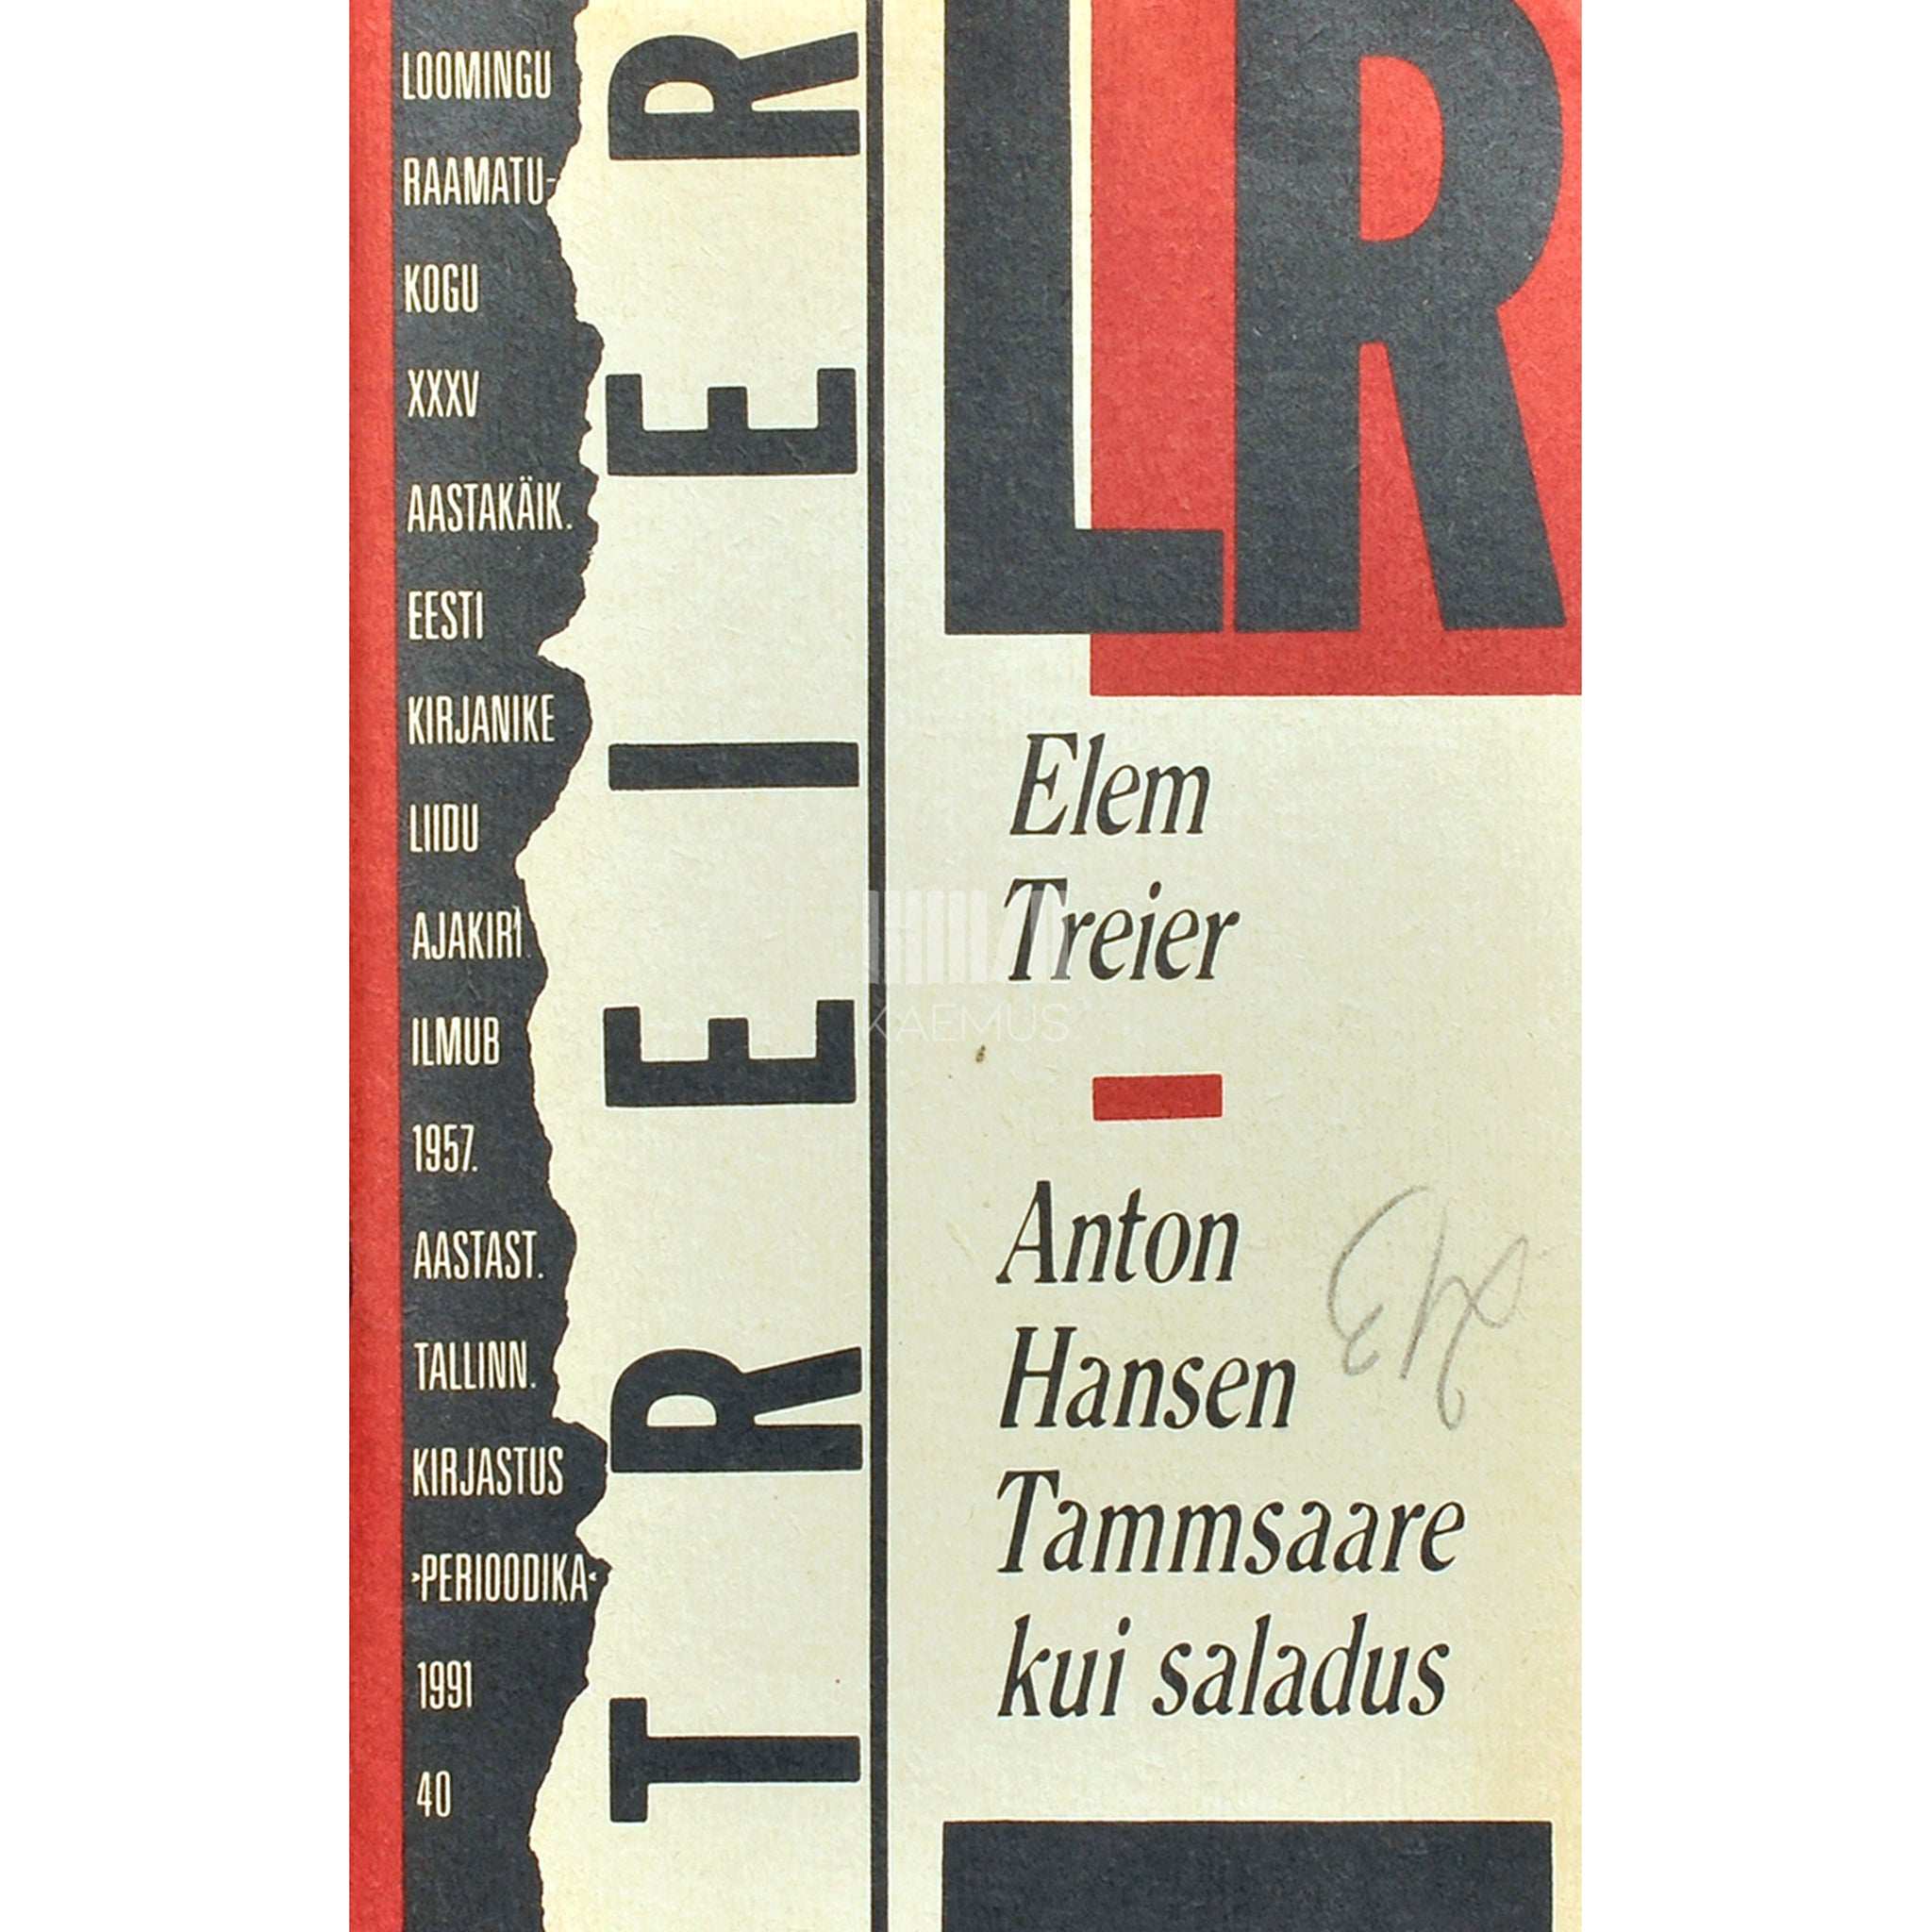 LOOMINGU
RAAMATU-
KOGU
XXXV
AASTAKÄIK.
EESTI
KIRJANIKE
LIIDU
AJAKIRI.
ILMUB
1957.
AASTAST.
TALLINN.
KIRJASTUS
›PERIOODIKA‹
1991
40
TREIER
LR
Elem
Treier
Anton
Hansen
Tammsaare
kui saladus
KAEMUS